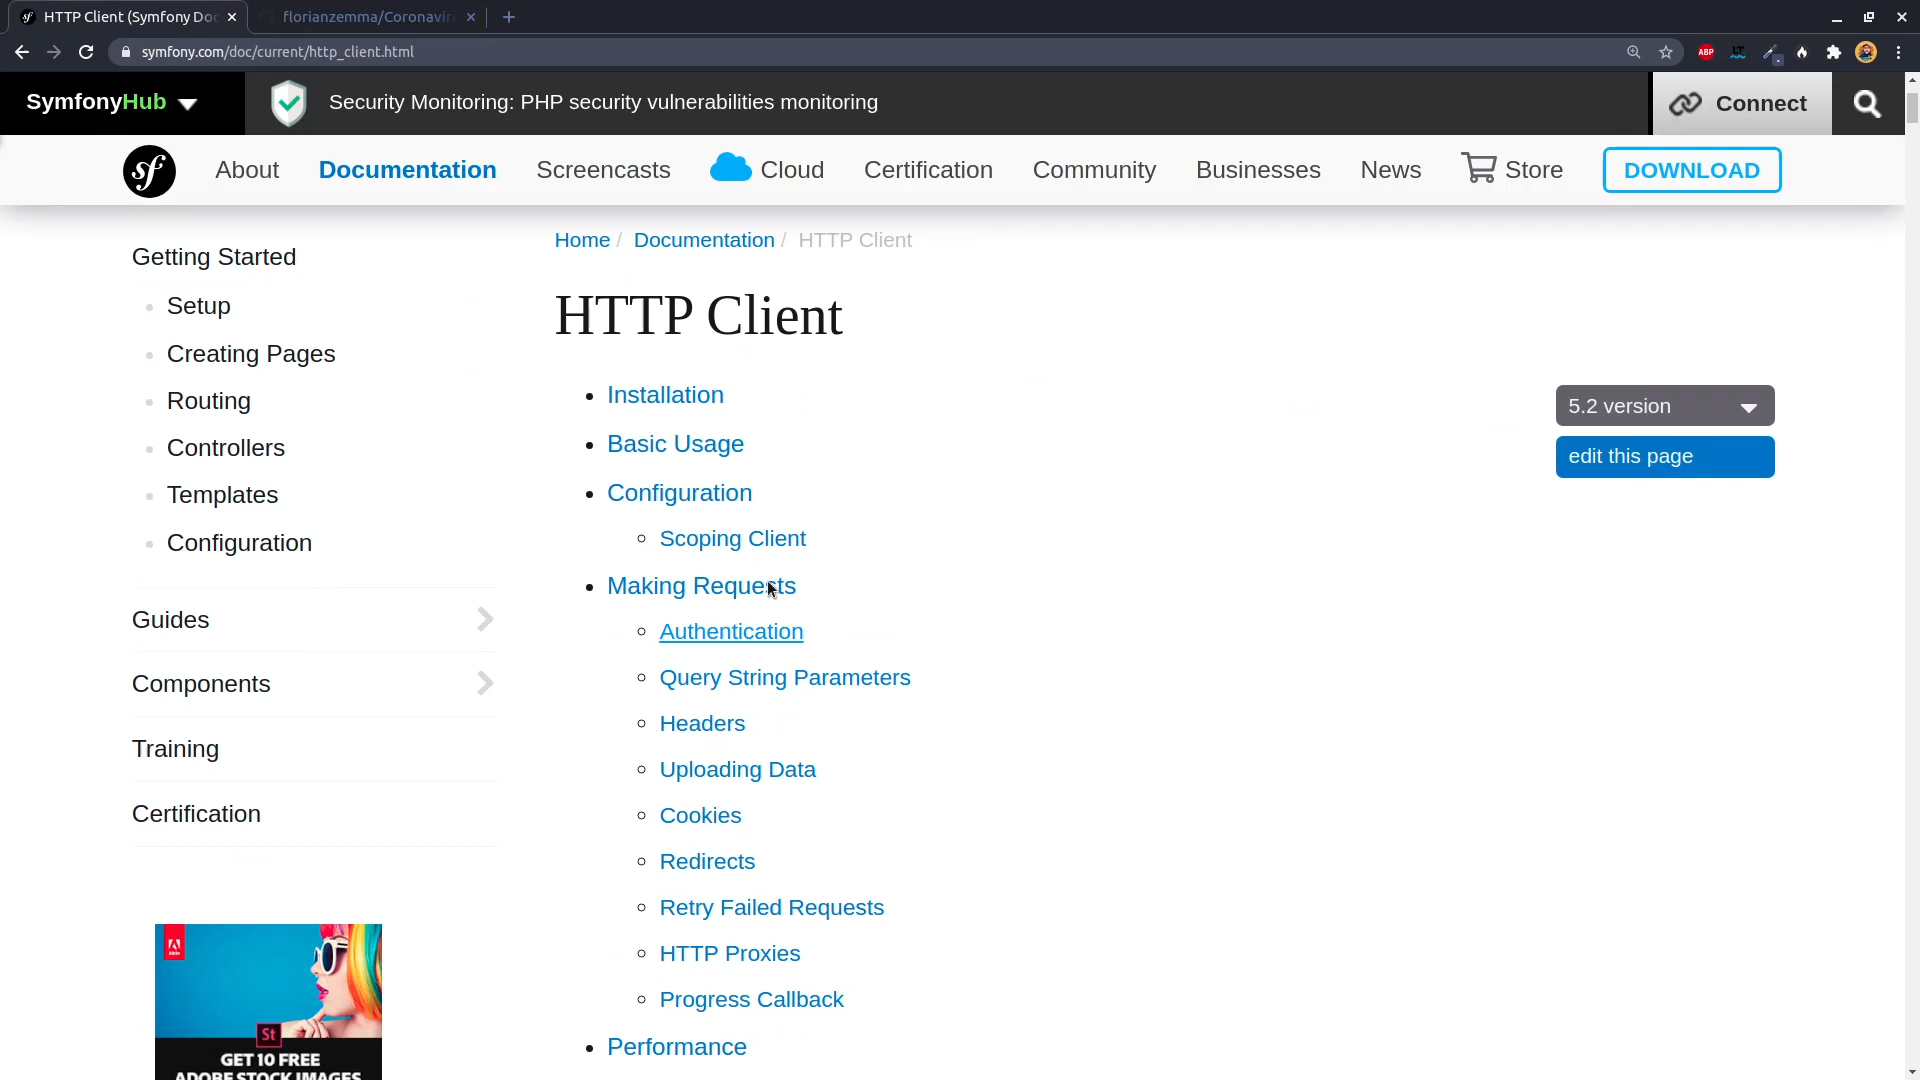 HTTP Client (Symfony Doc
florianzemma/Coronavir
symfony.com/doc/current/http_client.html
ABP
SymfonyHub
Security Monitoring: PHP security vulnerabilities monitoring
Connect
sf
About
Documentation
Screencasts
Cloud
Certification
Community
Businesses
News
Store
DOWNLOAD
Getting Started
Setup
Creating Pages
Routing
Controllers
Templates
Configuration
Guides
Components
Training
Certification
Adobe
St
GET 10 FREE
ADOBE STOCK IMAGES
Home / Documentation / HTTP Client
HTTP Client
Installation
Basic Usage
Configuration
Scoping Client
Making Requests
Authentication
Query String Parameters
Headers
Uploading Data
Cookies
Redirects
Retry Failed Requests
HTTP Proxies
Progress Callback
Performance
5.2 version
edit this page